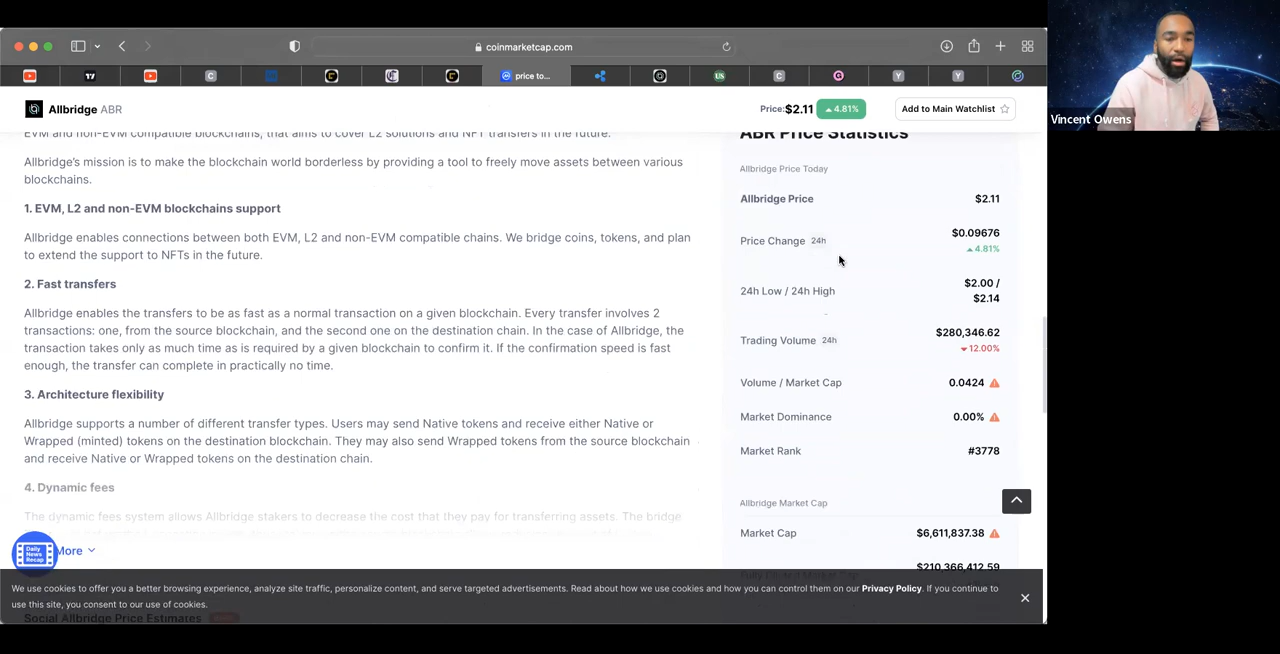 coinmarketcap.com
price to...
Allbridge ABR
Price: $2.11 4.81%
Add to Main Watchlist
Vincent Owens
EVM and non-EVM compatible blockchains, that aims to cover L2 solutions and NFT transfers in the future.
Allbridge's mission is to make the blockchain world borderless by providing a tool to freely move assets between various
blockchains.
1. EVM, L2 and non-EVM blockchains support
Allbridge enables connections between both EVM, L2 and non-EVM compatible chains. We bridge coins, tokens, and plan
to extend the support to NFTs in the future.
2. Fast transfers
Allbridge enables the transfers to be as fast as a normal transaction on a given blockchain. Every transfer involves 2
transactions: one, from the source blockchain, and the second one on the destination chain. In the case of Allbridge, the
transaction takes only as much time as is required by a given blockchain to confirm it. If the confirmation speed is fast
enough, the transfer can complete in practically no time.
3. Architecture flexibility
Allbridge supports a number of different transfer types. Users may send Native tokens and receive either Native or
Wrapped (minted) tokens on the destination blockchain. They may also send Wrapped tokens from the source blockchain
and receive Native or Wrapped tokens on the destination chain.
4. Dynamic fees
The dynamic fees system allows Allbridge stakers to decrease the cost that they pay for transferring assets. The bridge
More
Daily
News
Recap
ABR Price Statistics
Allbridge Price Today
Allbridge Price $2.11
Price Change 24h $0.09676
4.81%
24h Low / 24h High $2.00 /
$2.14
Trading Volume 24h $280,346.62
12.00%
Volume / Market Cap 0.0424
Market Dominance 0.00%
Market Rank #3778
Allbridge Market Cap
Market Cap $6,611,837.38
$210,366,412.59
We use cookies to offer you a better browsing experience, analyze site traffic, personalize content, and serve targeted advertisements. Read about how we use cookies and how you can control them on our Privacy Policy. If you continue to
use this site, you consent to our use of cookies.
Social Allbridge Price Estimates